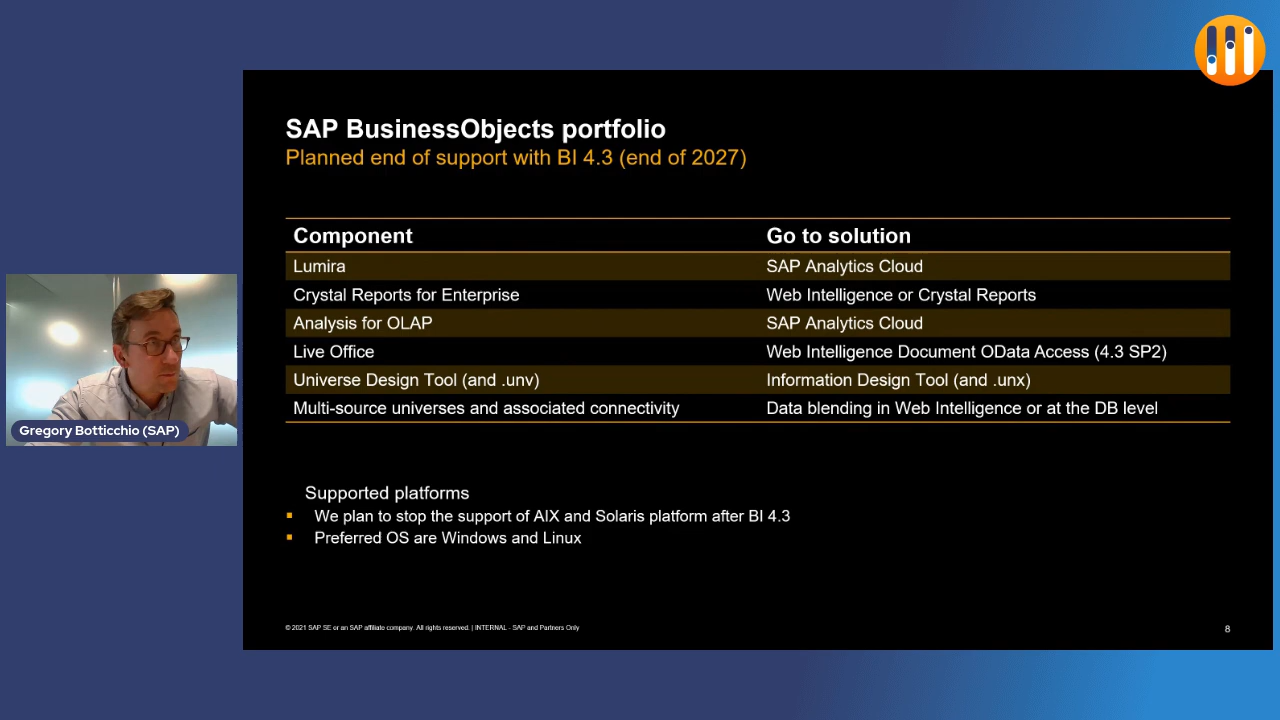 SAP BusinessObjects portfolio
Planned end of support with BI 4.3 (end of 2027)
Component Go to solution
Lumira SAP Analytics Cloud
Crystal Reports for Enterprise Web Intelligence or Crystal Reports
Analysis for OLAP SAP Analytics Cloud
Live Office Web Intelligence Document OData Access (4.3 SP2)
Universe Design Tool (and .unv) Information Design Tool (and .unx)
Multi-source universes and associated connectivity Data blending in Web Intelligence or at the DB level
Gregory Botticchio (SAP)
Supported platforms
▪ We plan to stop the support of AIX and Solaris platform after BI 4.3
▪ Preferred OS are Windows and Linux
© 2021 SAP SE or an SAP affiliate company. All rights reserved. | INTERNAL - SAP and Partners Only 8